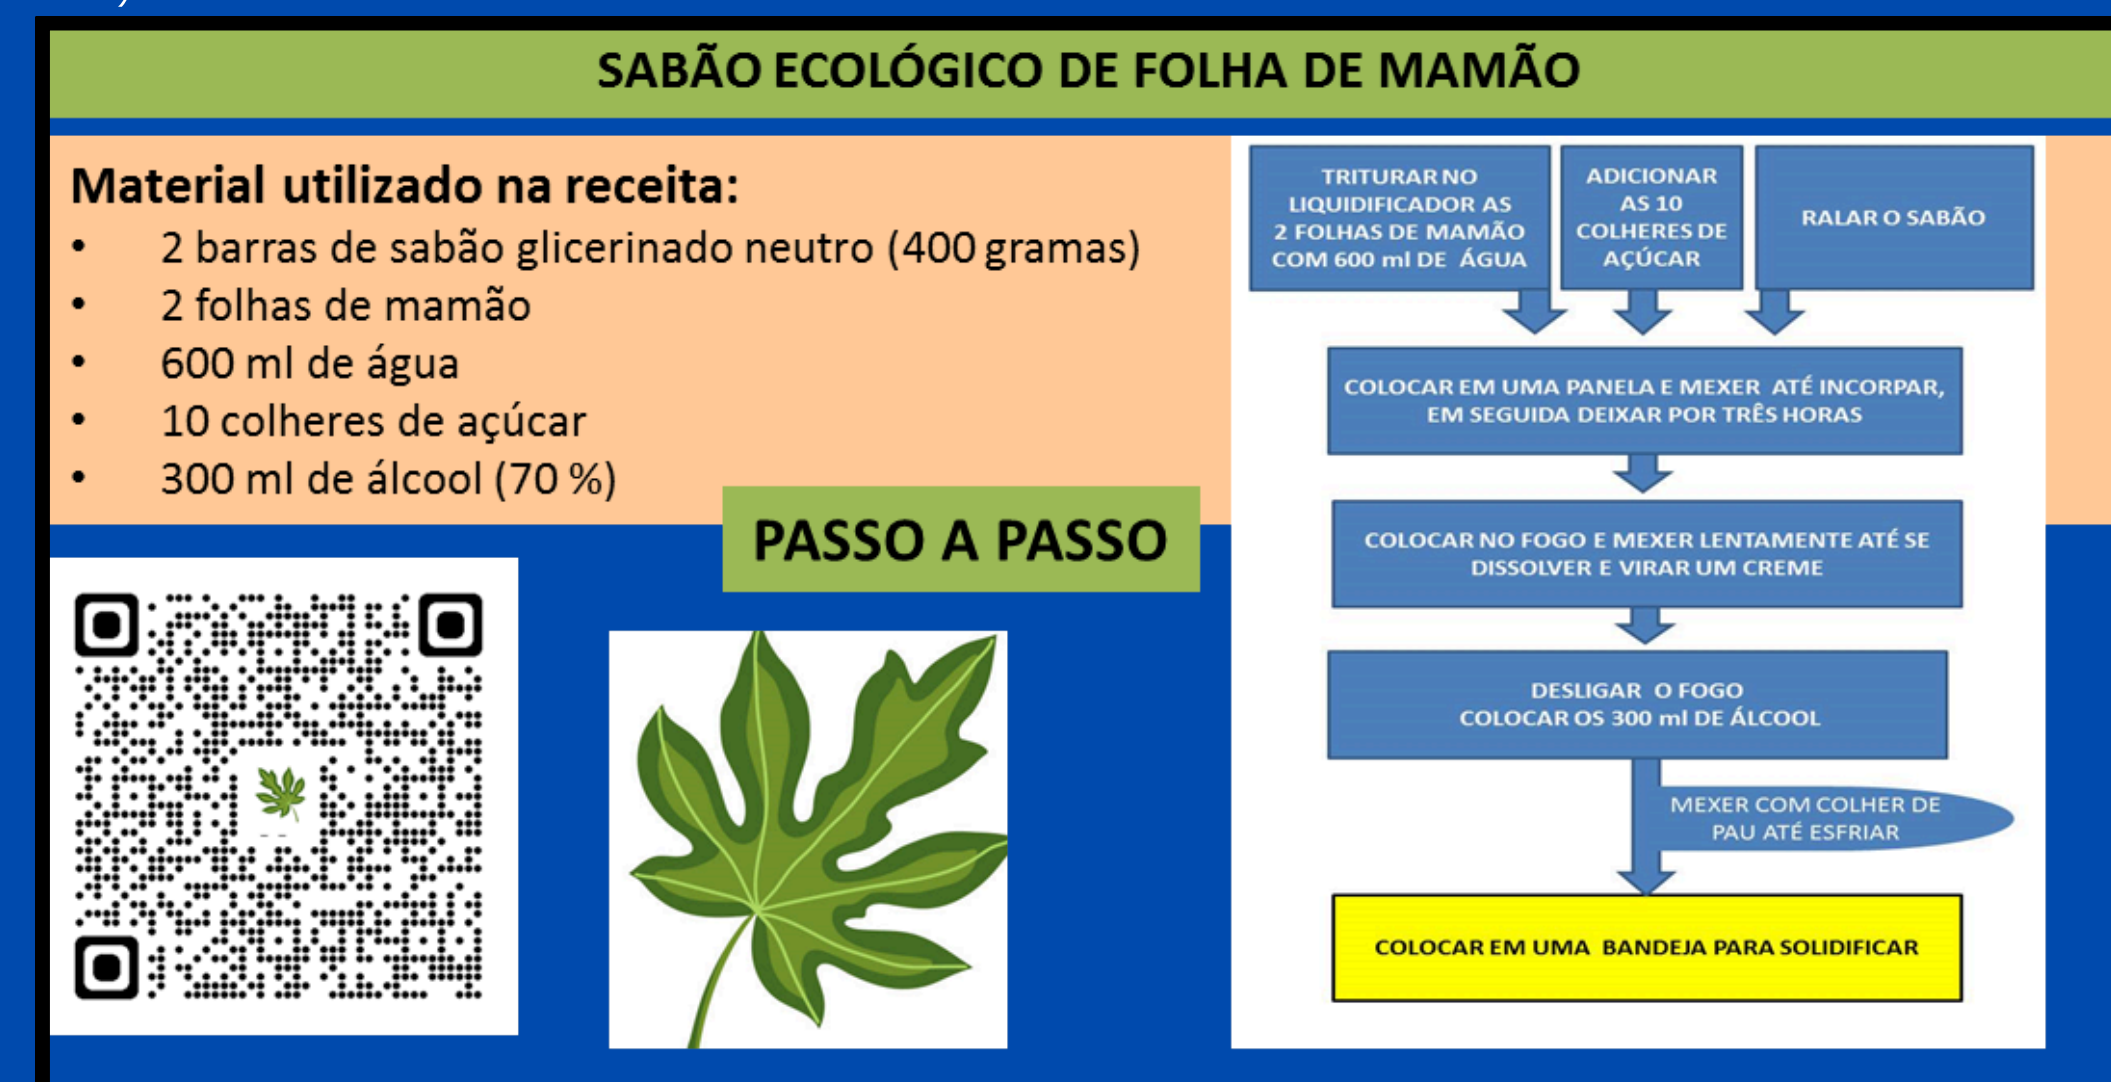 SABÃO ECOLÓGICO DE FOLHA DE MAMÃO
Material utilizado na receita:
• 2 barras de sabão glicerinado neutro (400 gramas)
• 2 folhas de mamão
• 600 ml de água
• 10 colheres de açúcar
• 300 ml de álcool (70 %)
PASSO A PASSO
TRITURAR NO
LIQUIDIFICADOR AS
2 FOLHAS DE MAMÃO
COM 600 ml DE ÁGUA
ADICIONAR
AS 10
COLHERES DE
AÇÚCAR
RALAR O SABÃO
COLOCAR EM UMA PANELA E MEXER ATÉ INCORPAR,
EM SEGUIDA DEIXAR POR TRÊS HORAS
COLOCAR NO FOGO E MEXER LENTAMENTE ATÉ SE
DISSOLVER E VIRAR UM CREME
DESLIGAR O FOGO
COLOCAR OS 300 ml DE ÁLCOOL
MEXER COM COLHER DE
PAU ATÉ ESFRIAR
COLOCAR EM UMA BANDEJA PARA SOLIDIFICAR